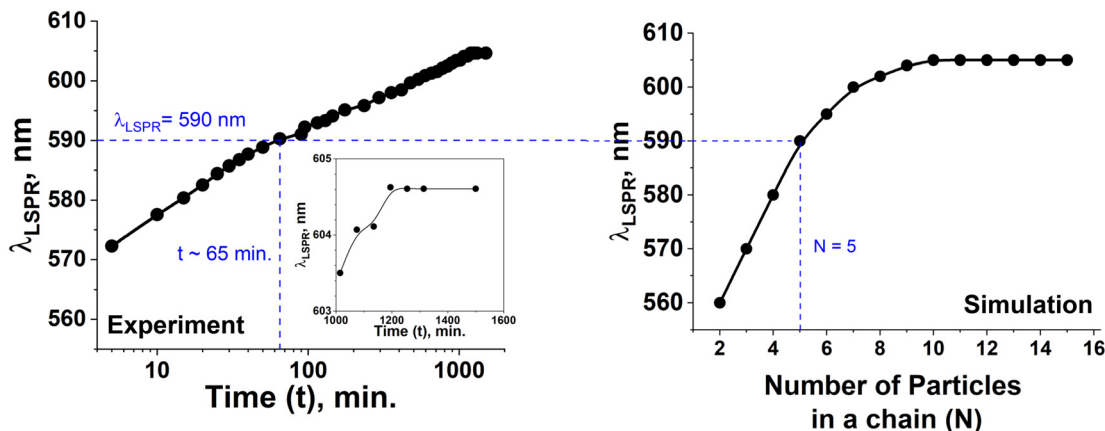 610
600
590
580
570
560
λLSPR, nm
λLSPR= 590 nm
t ~ 65 min.
Experiment
10
100
1000
Time (t), min.
605
604
603
λLSPR, nm
1000
1200
1400
1600
Time (t), min.
610
600
590
580
570
560
λLSPR, nm
N = 5
Simulation
2
4
6
8
10
12
14
16
Number of Particles
in a chain (N)